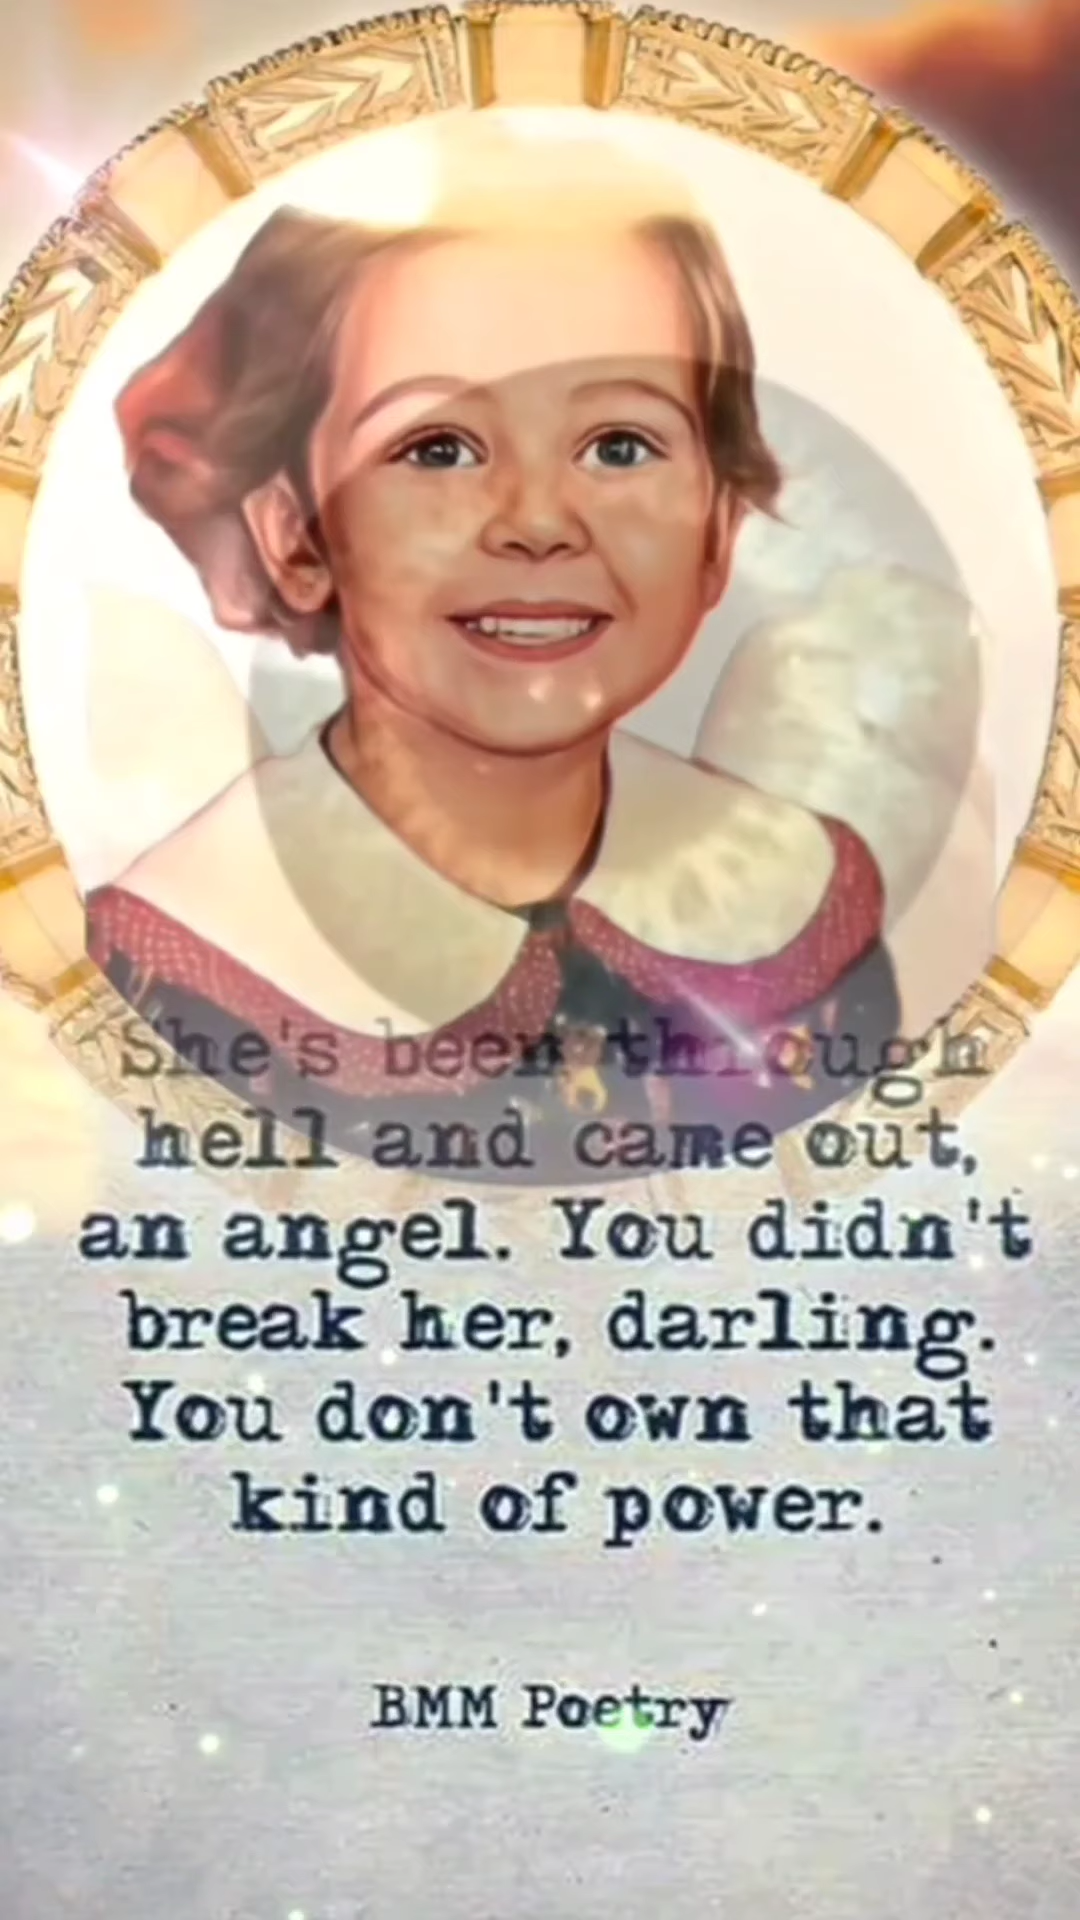 She's been through
hell and came out,
an angel. You didn't
break her, darling.
You don't own that
kind of power.
BMM Poetry